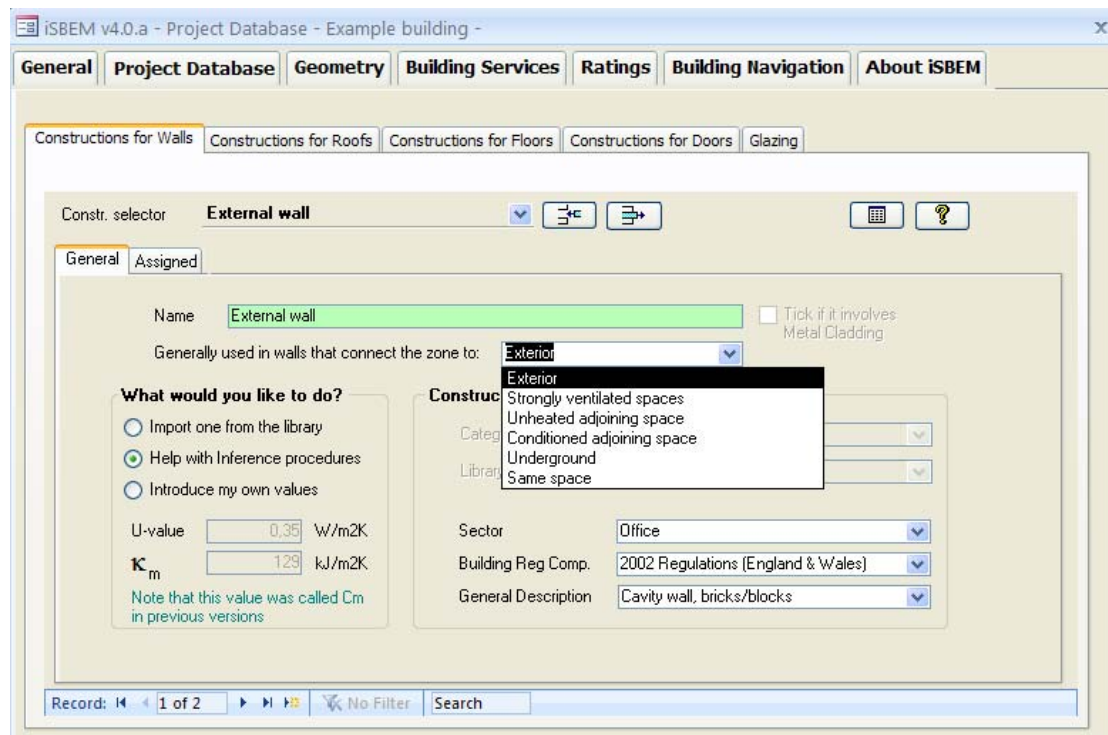 iSBEM v4.0.a - Project Database - Example building -
x
General Project Database Geometry Building Services Ratings Building Navigation About iSBEM
Constructions for Walls Constructions for Roofs Constructions for Floors Constructions for Doors Glazing
Constr. selector External wall
General Assigned
Name External wall
Tick if it involves
Metal Cladding
Generally used in walls that connect the zone to: Exterior
Exterior
Strongly ventilated spaces
Unheated adjoining space
Conditioned adjoining space
Underground
Same space
What would you like to do?
Import one from the library
Help with Inference procedures
Introduce my own values
U-value 0,35 W/m2K
κm 129 kJ/m2K
Note that this value was called Cm
in previous versions
Construc
Categ
Library
Sector Office
Building Reg Comp. 2002 Regulations (England & Wales)
General Description Cavity wall, bricks/blocks
Record: 1 of 2 No Filter Search